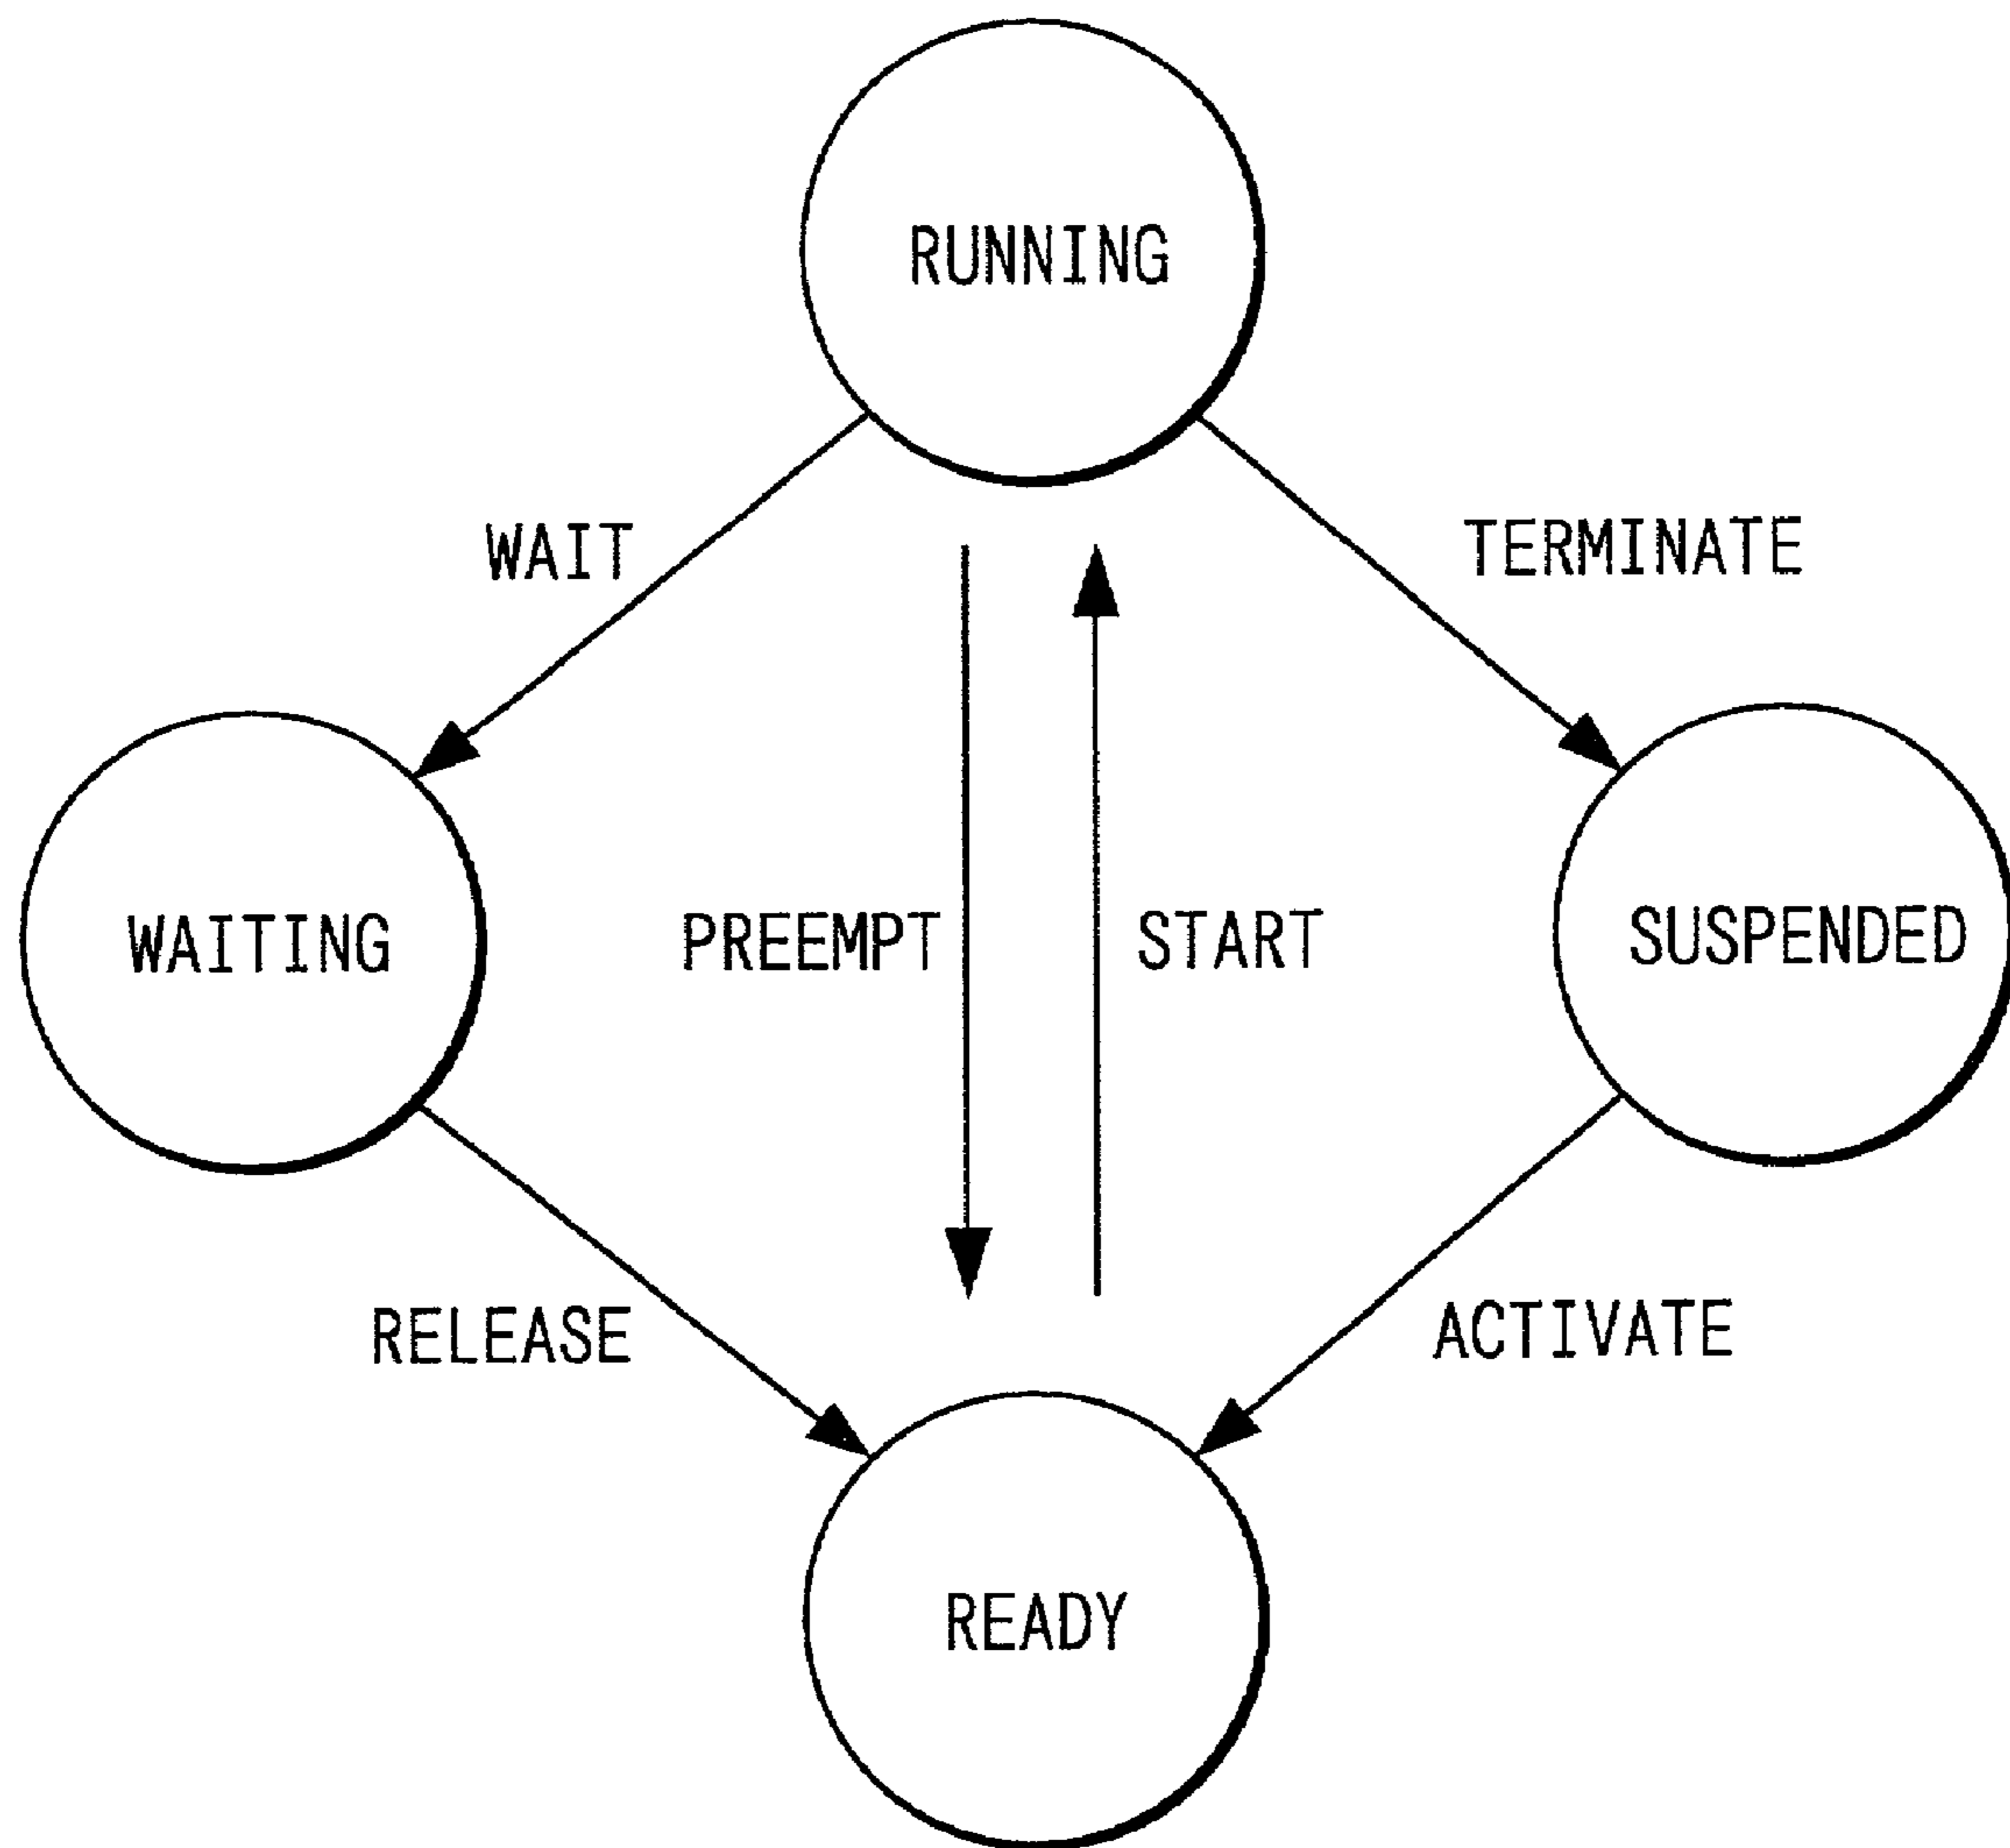 RUNNING
WAIT
TERMINATE
WAITING
PREEMPT
START
SUSPENDED
RELEASE
ACTIVATE
READY